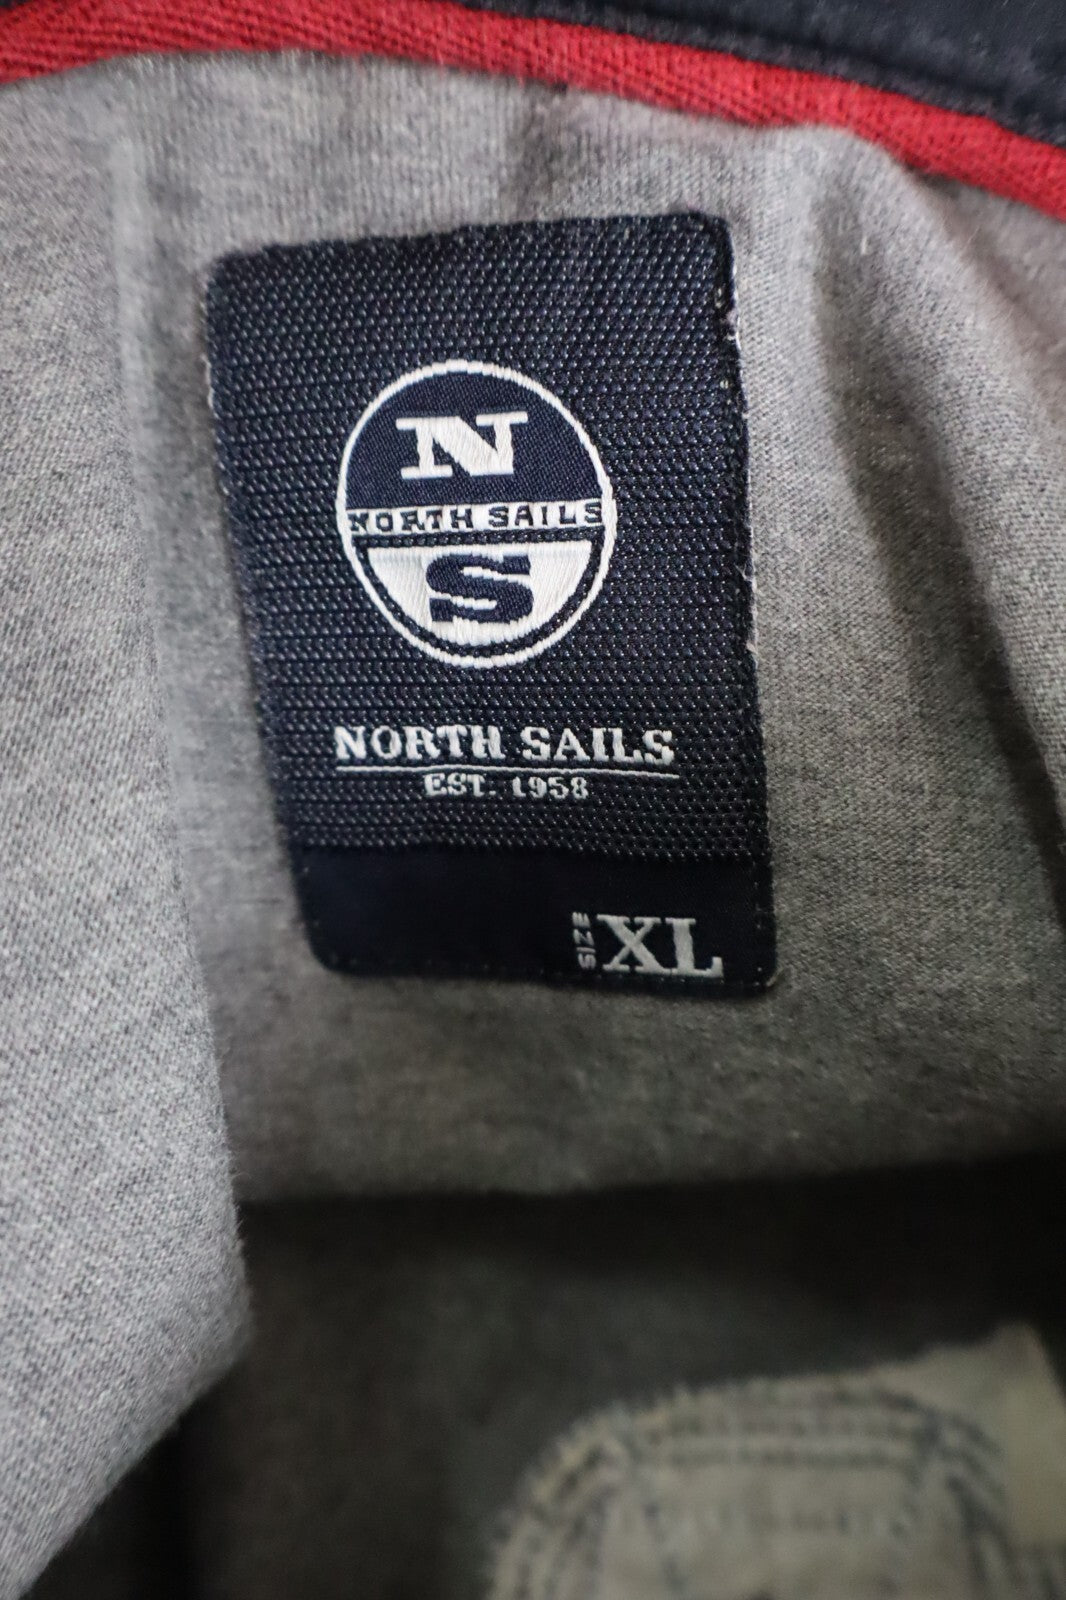 N
NORTH SAILS
S
NORTH SAILS
EST. 1958
SIZE XL